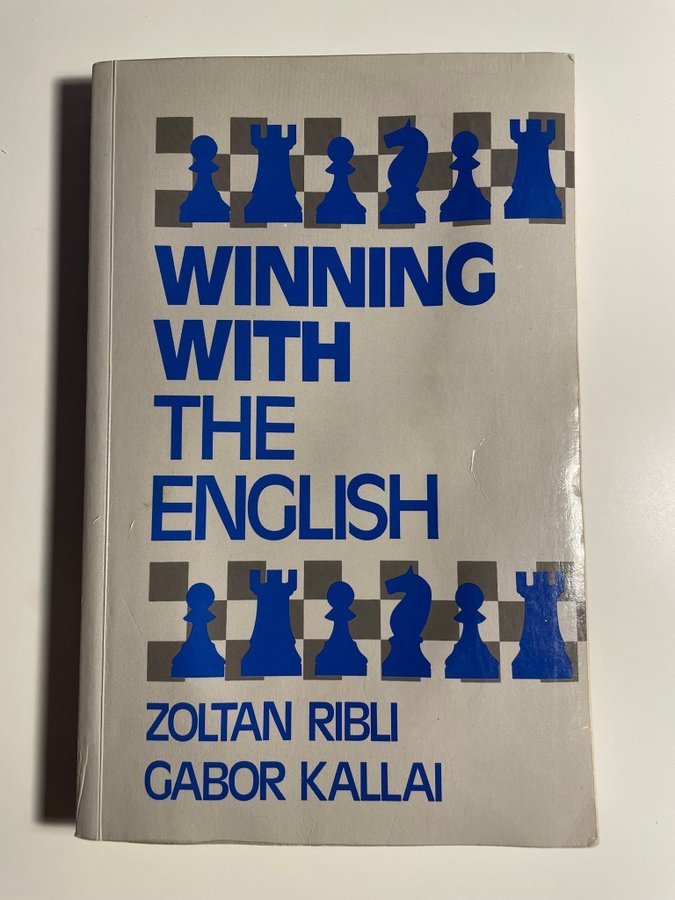 WINNING
WITH
THE
ENGLISH
ZOLTAN RIBLI
GABOR KALLAI